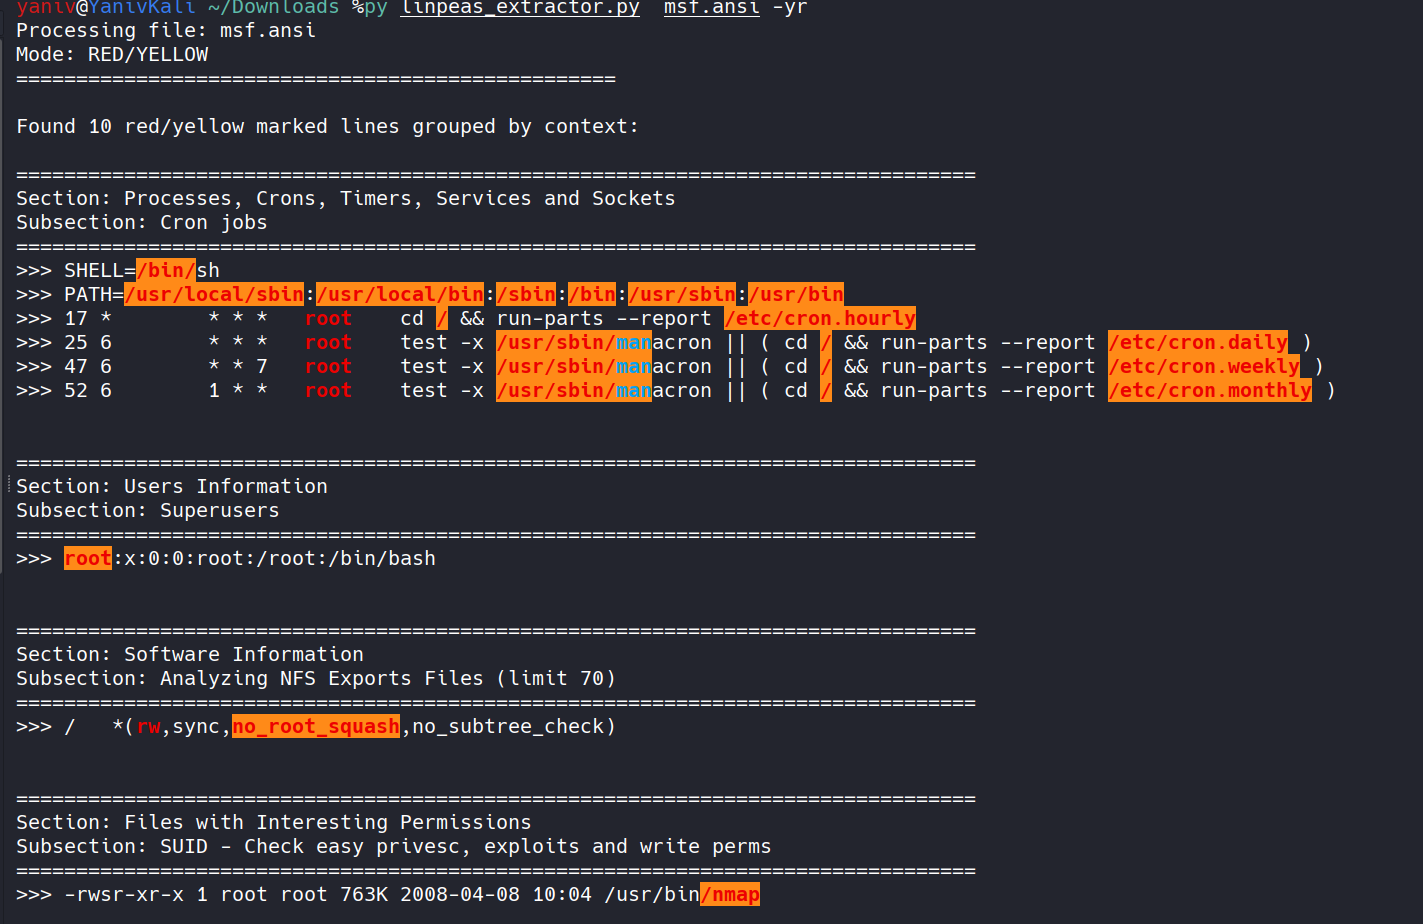 yaniv@YanivKali ~/Downloads %py linpeas_extractor.py  msf.ansi -yr
Processing file: msf.ansi
Mode: RED/YELLOW
==================================================
Found 10 red/yellow marked lines grouped by context:
================================================================================
Section: Processes, Crons, Timers, Services and Sockets
Subsection: Cron jobs
================================================================================
>>> SHELL=/bin/sh
>>> PATH=/usr/local/sbin:/usr/local/bin:/sbin:/bin:/usr/sbin:/usr/bin
>>> 17 *        * * *   root    cd / && run-parts --report /etc/cron.hourly
>>> 25 6        * * *   root    test -x /usr/sbin/manacron || ( cd / && run-parts --report /etc/cron.daily )
>>> 47 6        * * 7   root    test -x /usr/sbin/manacron || ( cd / && run-parts --report /etc/cron.weekly )
>>> 52 6        1 * *   root    test -x /usr/sbin/manacron || ( cd / && run-parts --report /etc/cron.monthly )
================================================================================
Section: Users Information
Subsection: Superusers
================================================================================
>>> root:x:0:0:root:/root:/bin/bash
================================================================================
Section: Software Information
Subsection: Analyzing NFS Exports Files (limit 70)
================================================================================
>>> /   *(rw,sync,no_root_squash,no_subtree_check)
================================================================================
Section: Files with Interesting Permissions
Subsection: SUID - Check easy privesc, exploits and write perms
================================================================================
>>> -rwsr-xr-x 1 root root 763K 2008-04-08 10:04 /usr/bin/nmap